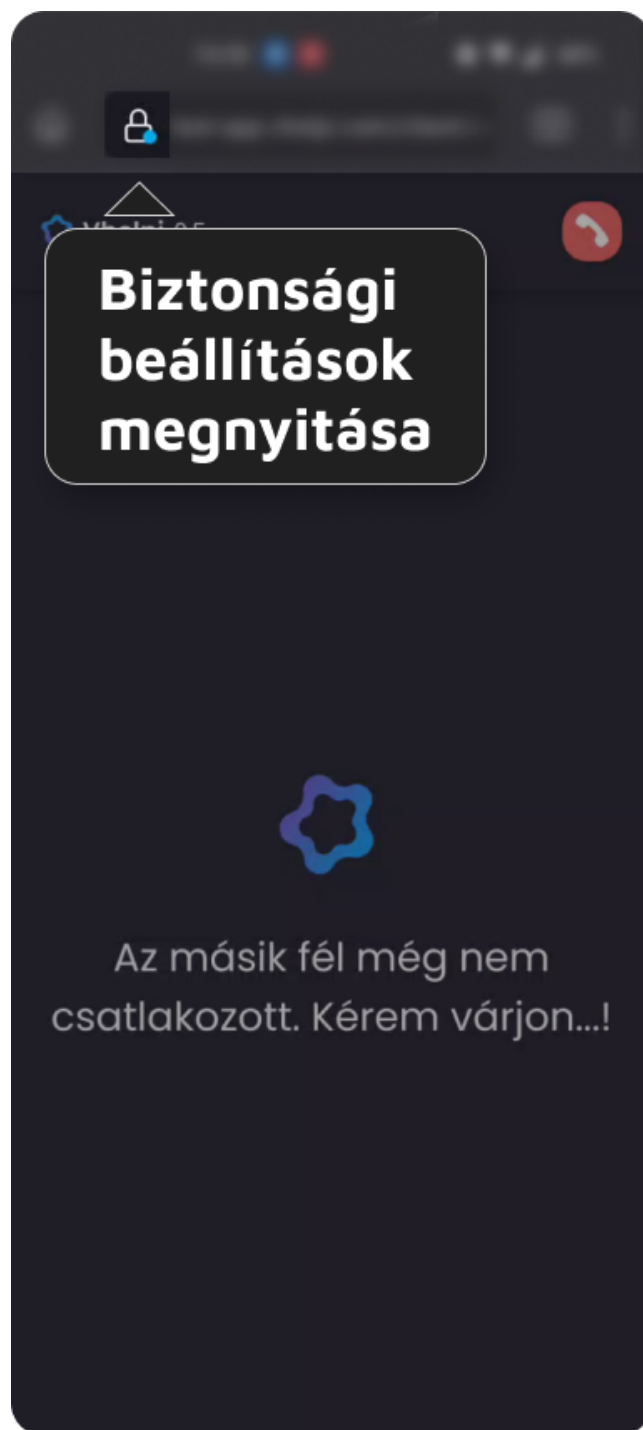 Biztonsági
beállítások
megnyitása
Az másik fél még nem
csatlakozott. Kérem várjon...!